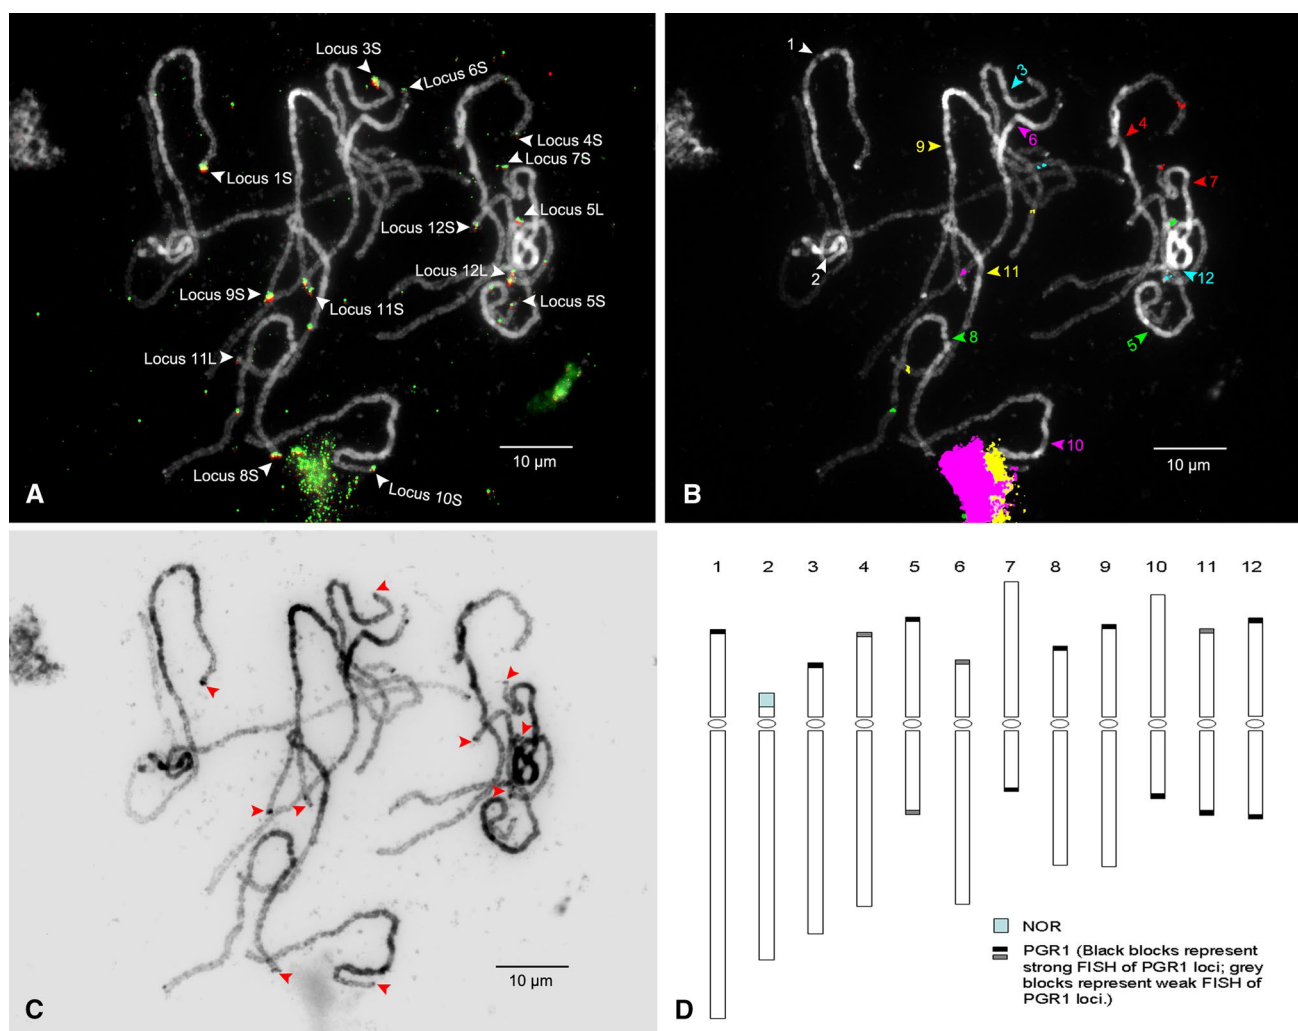 Locus 3S
Locus 6S
Locus 4S
Locus 7S
Locus 1S
Locus 5L
Locus 12S
Locus 12L
Locus 9S
Locus 11S
Locus 5S
Locus 11L
10 µm
Locus 8S
Locus 10S
A
1
3
4
6
9
7
2
11
12
8
5
10
10 µm
B
10 µm
C
1 2 3 4 5 6 7 8 9 10 11 12
NOR
PGR1 (Black blocks represent
strong FISH of PGR1 loci; grey
blocks represent weak FISH of
PGR1 loci.)
D